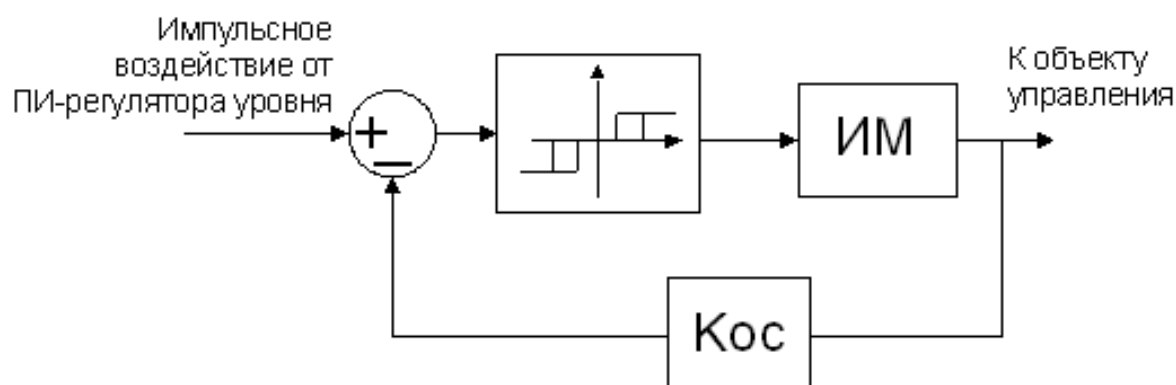 Импульсное
воздействие от
ПИ-регулятора уровня
+
−
ИМ
К объекту
управления
Кос